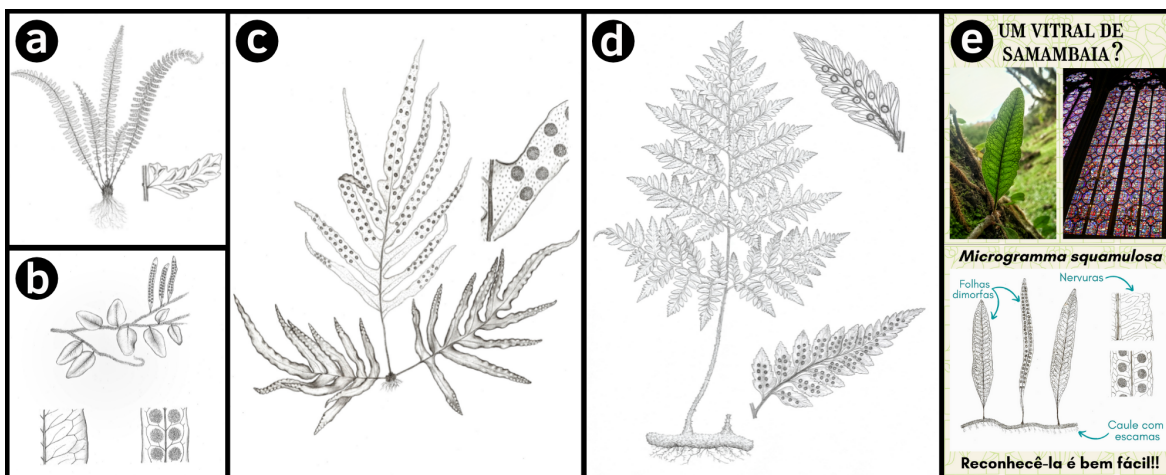 a
b
c
d
e
UM VITRAL DE
SAMAMBAIA?
Microgramma squamulosa
Folhas
dimorfas
Nervuras
Caule com
escamas
Reconhecê-la é bem fácil!!